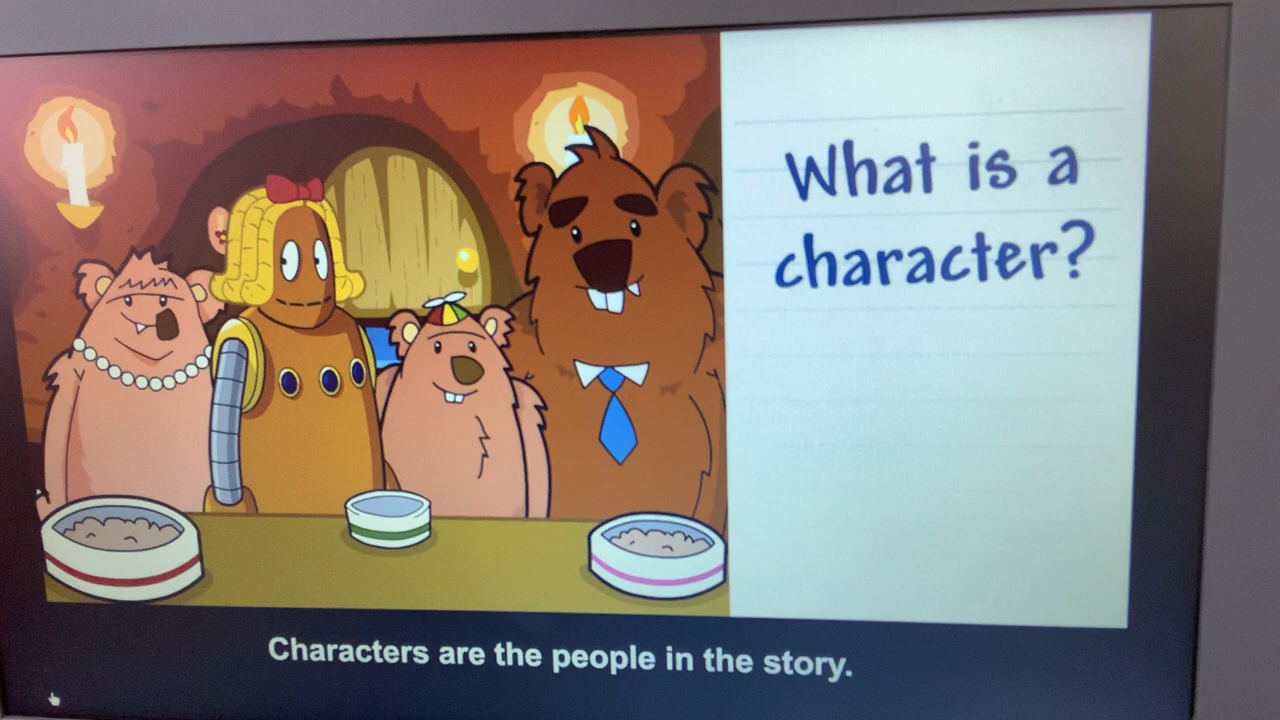 What is a
character?
Characters are the people in the story.